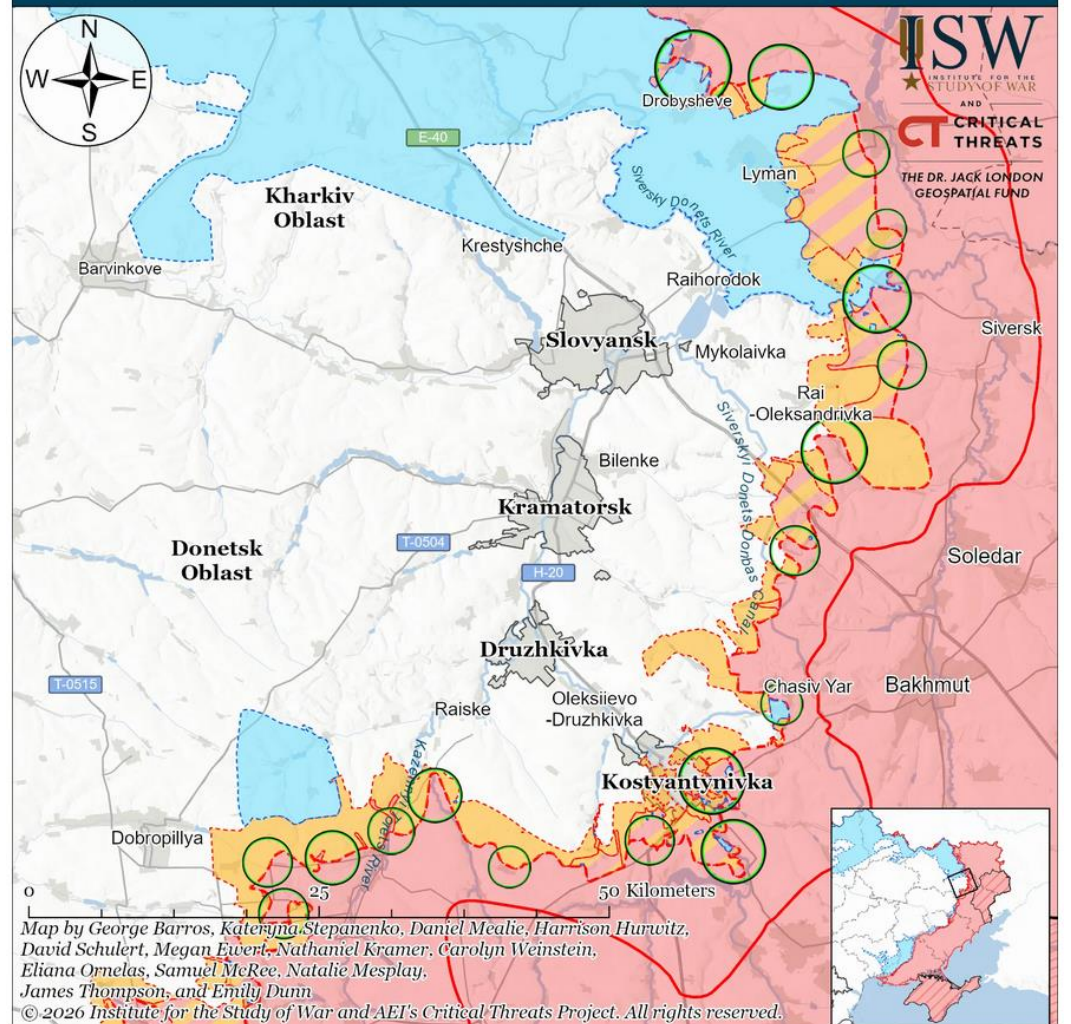 N
W
E
S
ISW
INSTITUTE FOR THE
STUDY OF WAR
AND
CT CRITICAL
THREATS
THE DR. JACK LONDON
GEOSPATIAL FUND
Drobysheve
E-40
Lyman
Kharkiv
Oblast
Siversky Donets River
Krestyshche
Barvinkove
Raihorodok
Siversk
Slovyansk
Mykolaivka
Rai
-Oleksandrivka
Siverskyi Donets Donbas Canal
Bilenke
Kramatorsk
T-0504
Donetsk
Oblast
Soledar
H-20
Druzhkivka
T-0515
Chasiv Yar
Bakhmut
Oleksiievo
-Druzhkivka
Raiske
Kazennyi Torets River
Kostyantynivka
Dobropillya
0
25
50 Kilometers
Map by George Barros, Kateryna Stepanenko, Daniel Mealie, Harrison Hurwitz,
David Schulert, Megan Ewert, Nathaniel Kramer, Carolyn Weinstein,
Eliana Ornelas, Samuel McRee, Natalie Mesplay,
James Thompson, and Emily Dunn
© 2026 Institute for the Study of War and AEI's Critical Threats Project. All rights reserved.